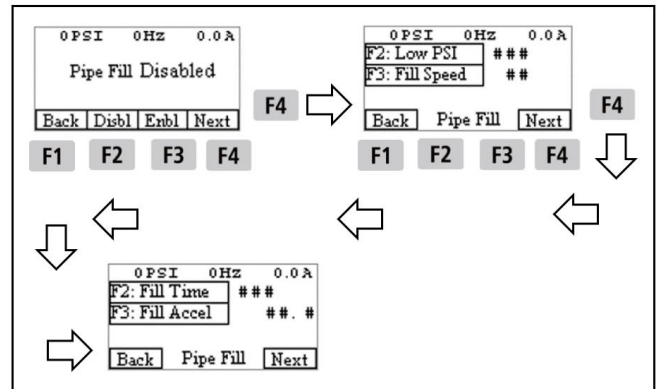 0PSI 0Hz 0.0A
Pipe Fill Disabled
Back Disbl Enbl Next
F1 F2 F3 F4
F4
0PSI 0Hz 0.0A
F2: Low PSI ###
F3: Fill Speed ##
Back Pipe Fill Next
F1 F2 F3 F4
F4
0PSI 0Hz 0.0A
F2: Fill Time ###
F3: Fill Accel ##. #
Back Pipe Fill Next